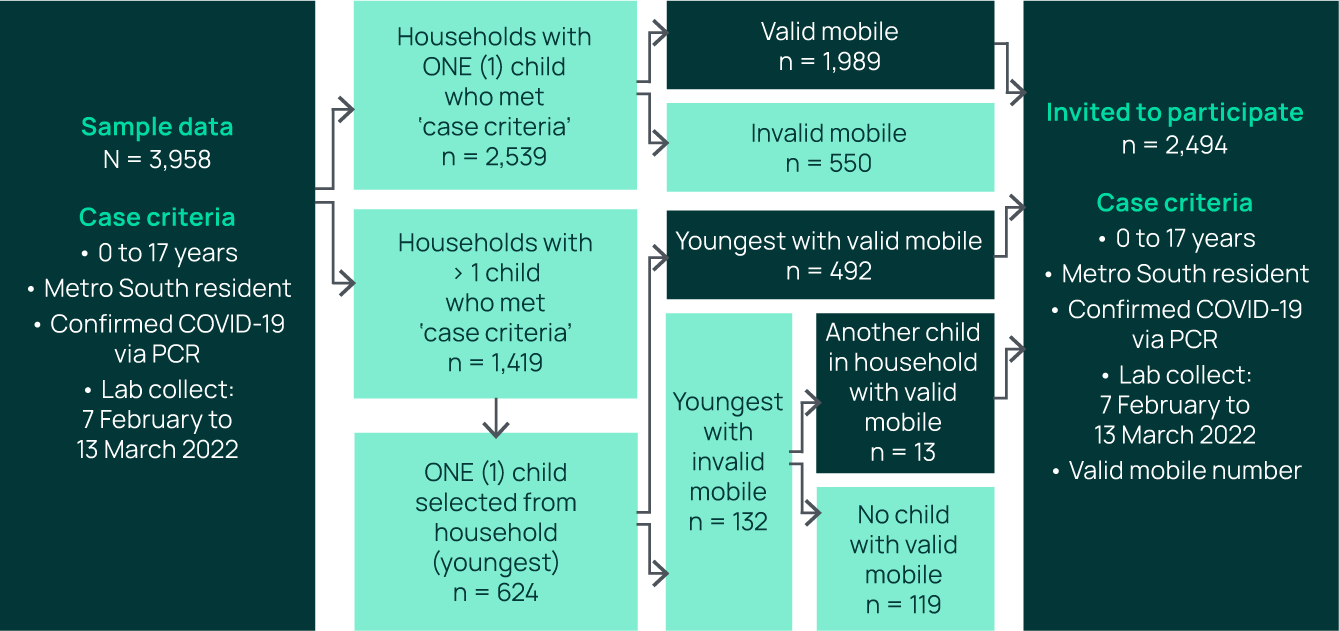 Sample data
N = 3,958
Case criteria
• 0 to 17 years
• Metro South resident
• Confirmed COVID-19
via PCR
• Lab collect:
7 February to
13 March 2022
Households with
ONE (1) child
who met
‘case criteria’
n = 2,539
Households with
> 1 child
who met
‘case criteria’
n = 1,419
ONE (1) child
selected from
household
(youngest)
n = 624
Valid mobile
n = 1,989
Invalid mobile
n = 550
Youngest with valid mobile
n = 492
Youngest
with
invalid
mobile
n = 132
Another child
in household
with valid
mobile
n = 13
No child
with valid
mobile
n = 119
Invited to participate
n = 2,494
Case criteria
• 0 to 17 years
• Metro South resident
• Confirmed COVID-19
via PCR
• Lab collect:
7 February to
13 March 2022
• Valid mobile number